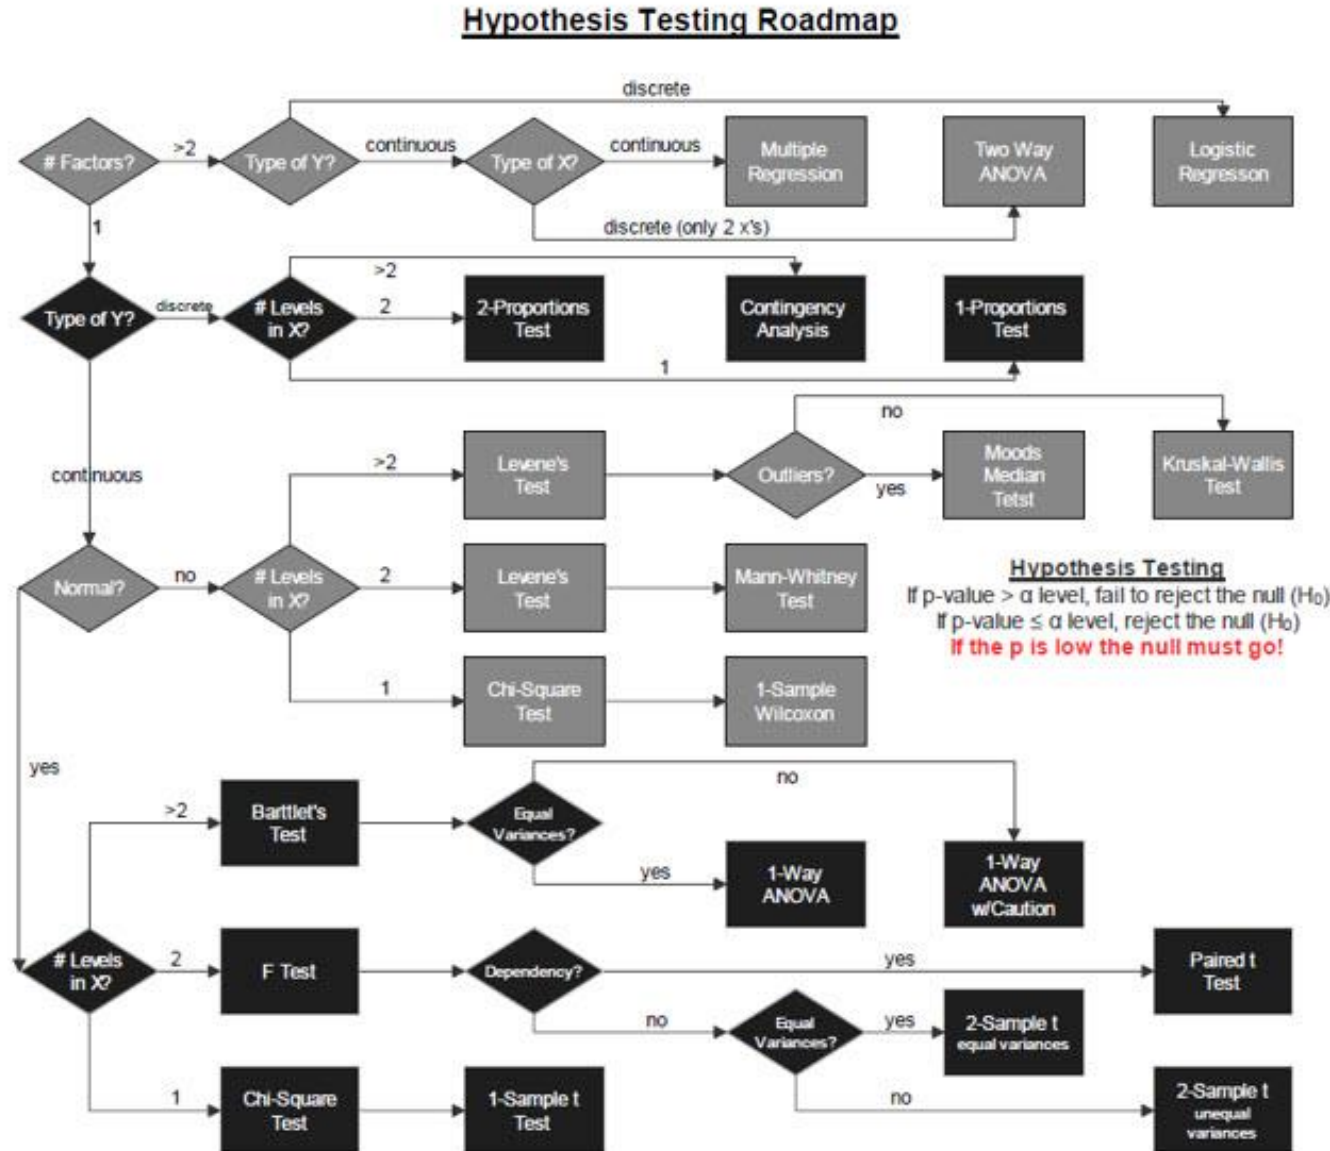 Hypothesis Testing Roadmap
discrete
# Factors?
>2
Type of Y?
continuous
Type of X?
continuous
Multiple
Regression
Two Way
ANOVA
Logistic
Regresson
1
discrete (only 2 x's)
>2
Type of Y?
discrete
# Levels
in X?
2
2-Proportions
Test
Contingency
Analysis
1-Proportions
Test
1
no
continuous
>2
Levene's
Test
Outliers?
yes
Moods
Median
Tetst
Kruskal-Wallis
Test
Normal?
no
# Levels
in X?
2
Levene's
Test
Mann-Whitney
Test
Hypothesis Testing
If p-value > α level, fail to reject the null (H₀)
If p-value ≤ α level, reject the null (H₀)
If the p is low the null must go!
1
Chi-Square
Test
1-Sample
Wilcoxon
yes
no
>2
Barttlet's
Test
Equal
Variances?
yes
1-Way
ANOVA
1-Way
ANOVA
w/Caution
# Levels
in X?
2
F Test
Dependency?
yes
Paired t
Test
no
Equal
Variances?
yes
2-Sample t
equal variances
1
Chi-Square
Test
1-Sample t
Test
no
2-Sample t
unequal
variances